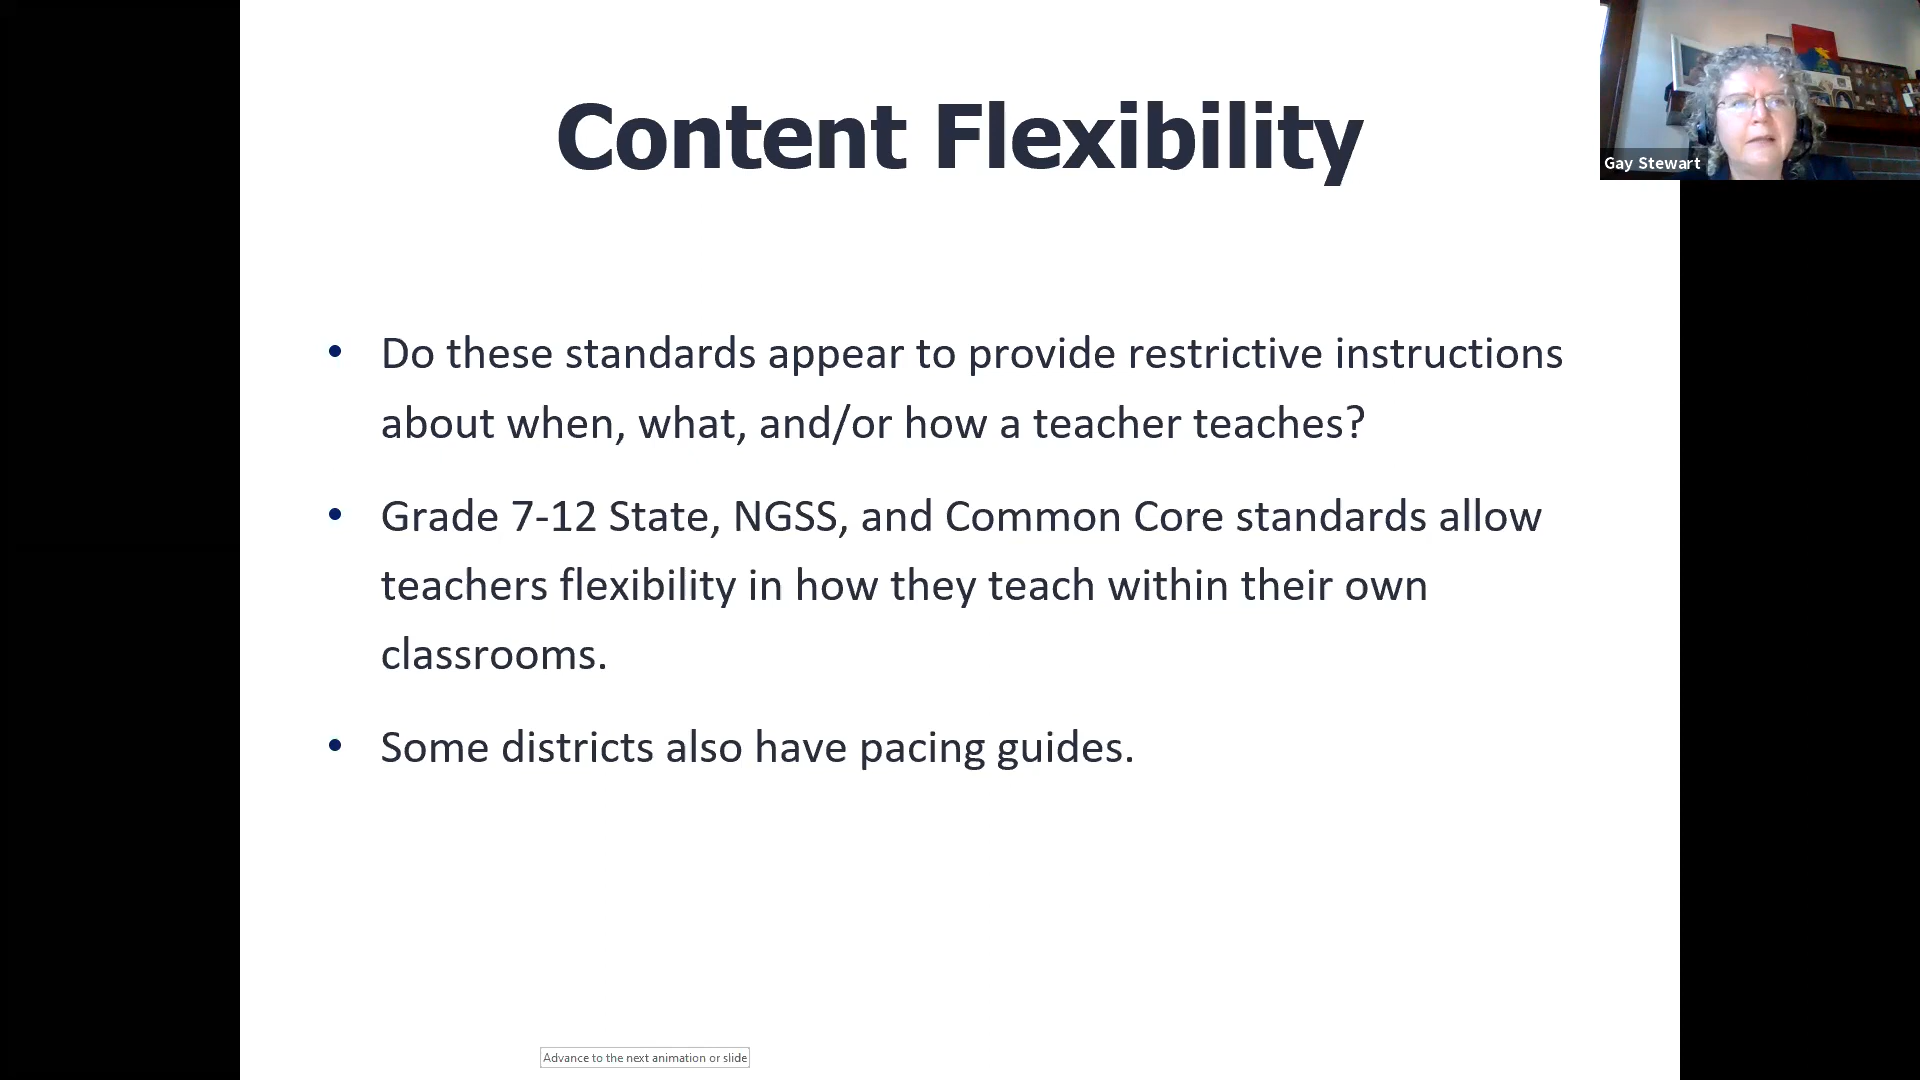 Content Flexibility
Gay Stewart
• Do these standards appear to provide restrictive instructions
about when, what, and/or how a teacher teaches?
• Grade 7-12 State, NGSS, and Common Core standards allow
teachers flexibility in how they teach within their own
classrooms.
• Some districts also have pacing guides.
Advance to the next animation or slide